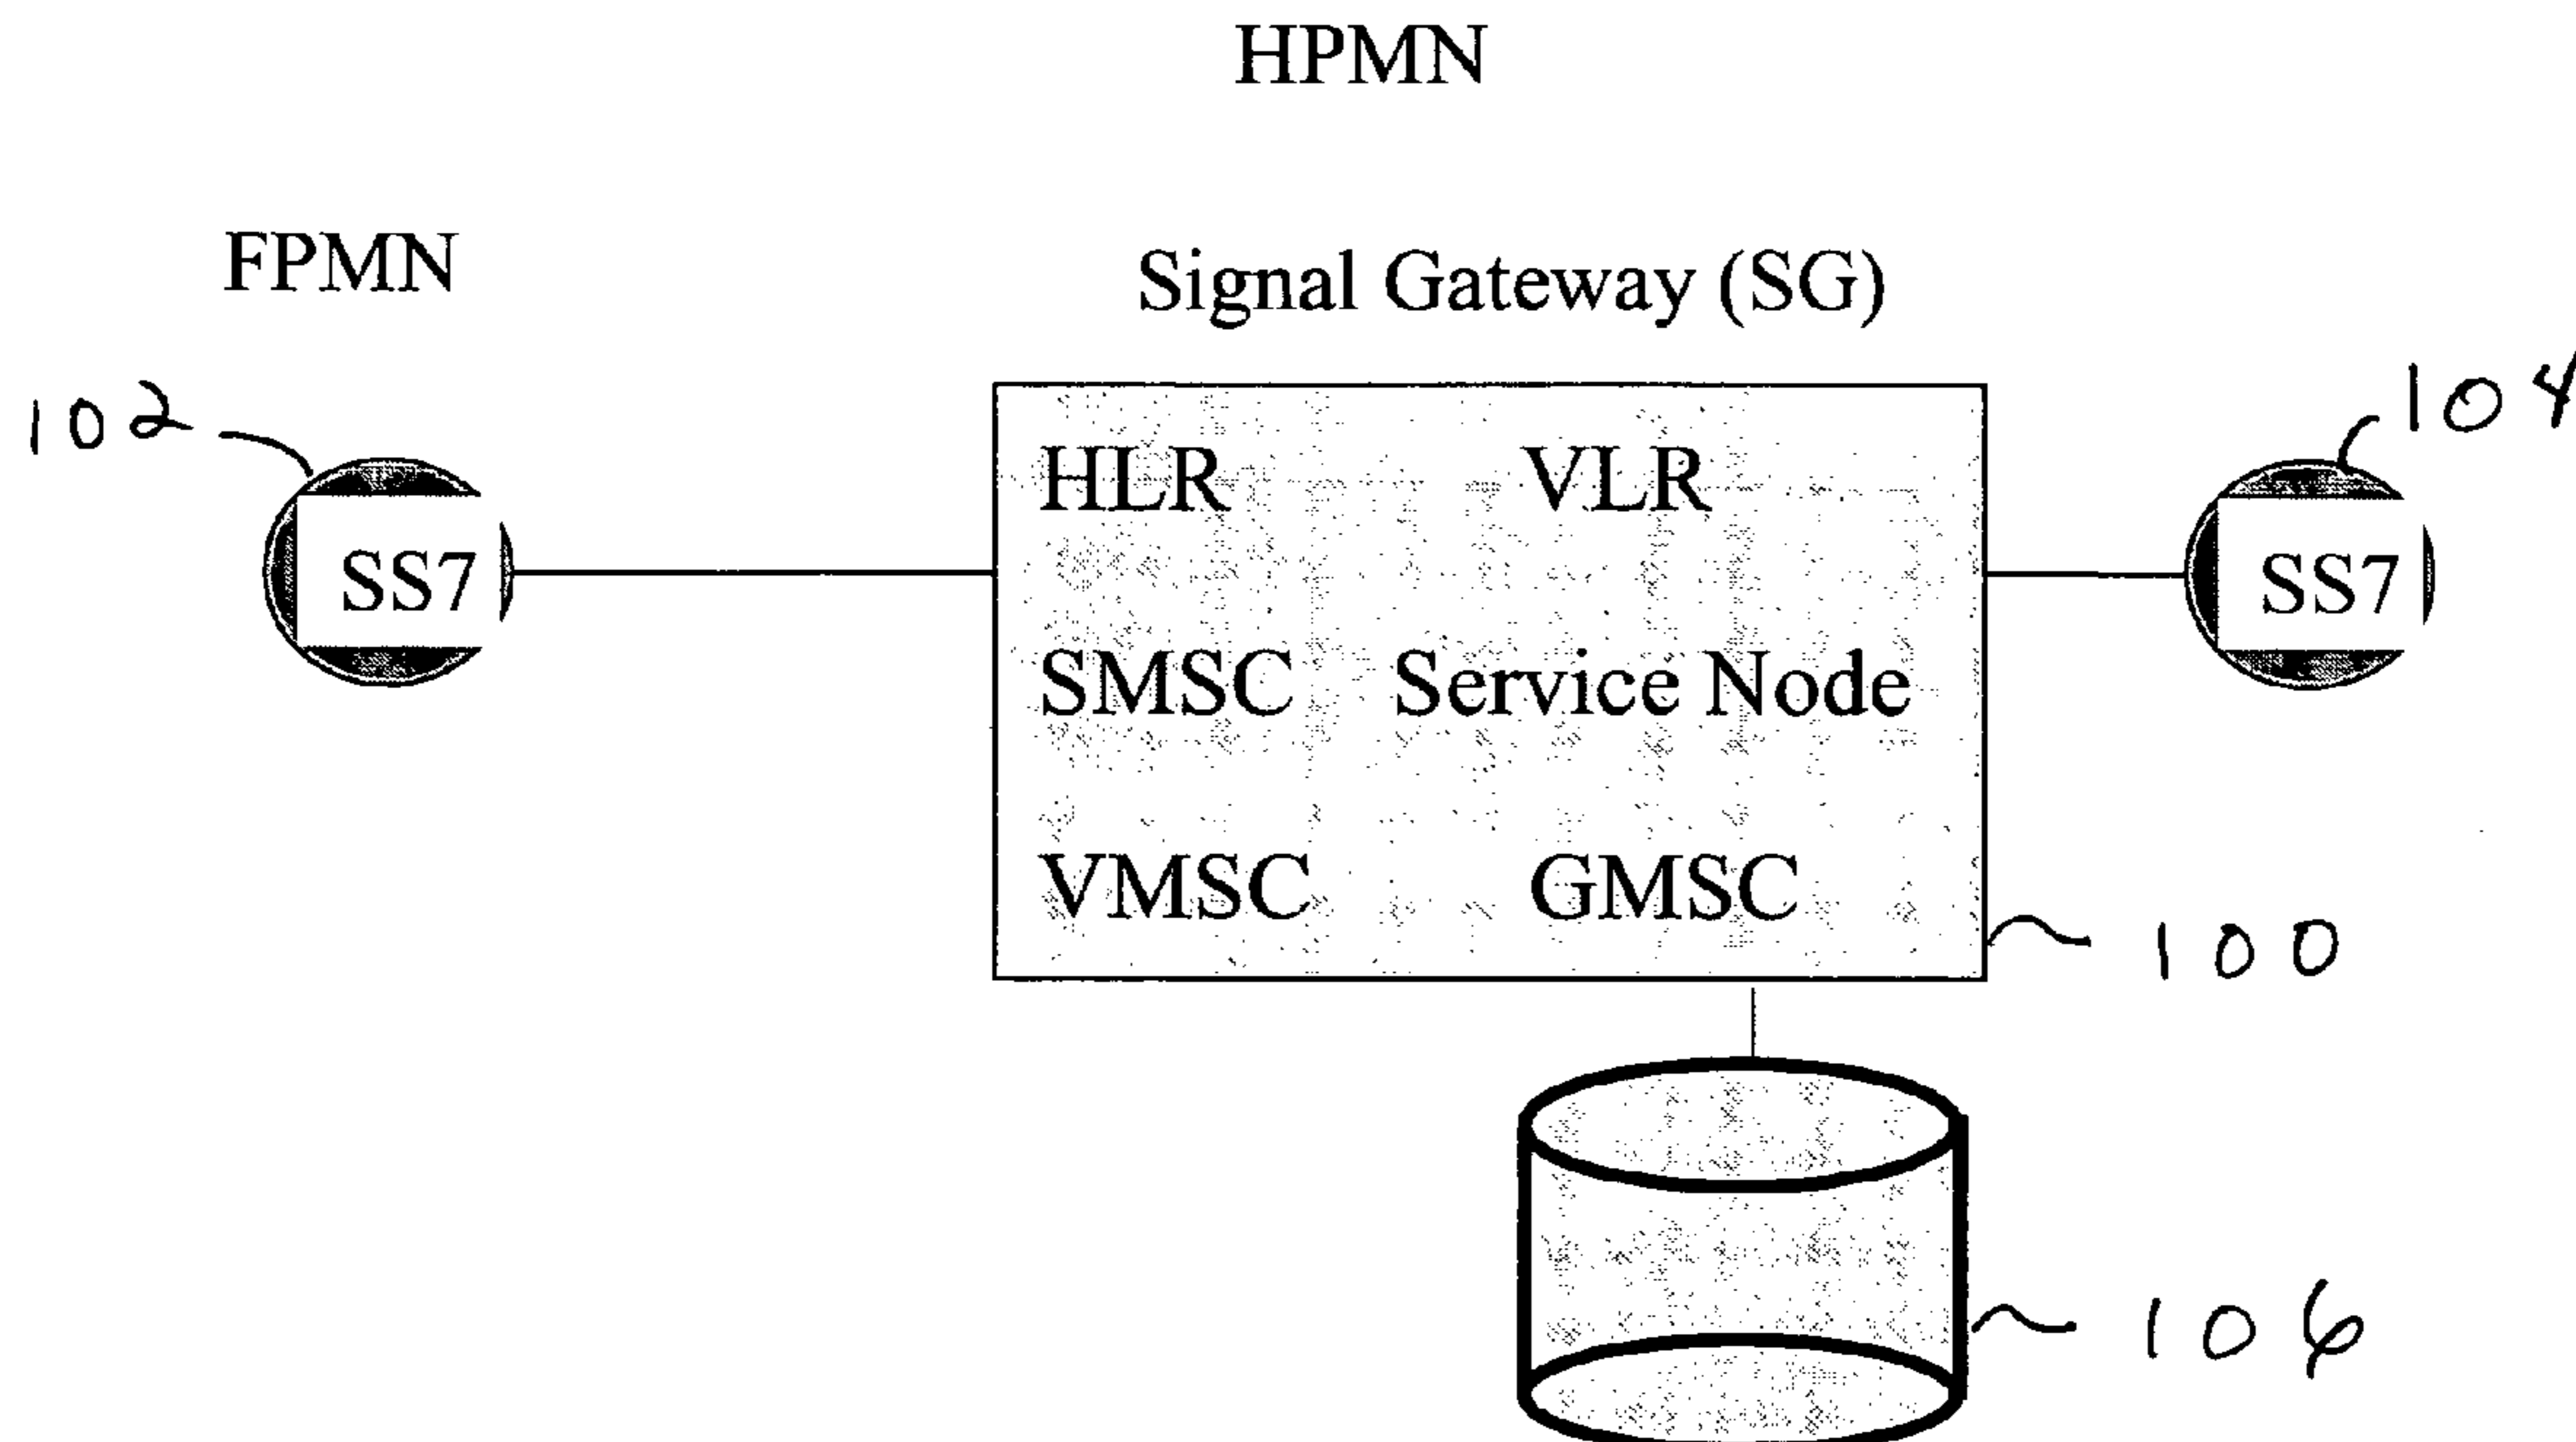 HPMN
FPMN
Signal Gateway (SG)
102
104
HLR VLR
SS7
SS7
SMSC Service Node
VMSC GMSC
100
106